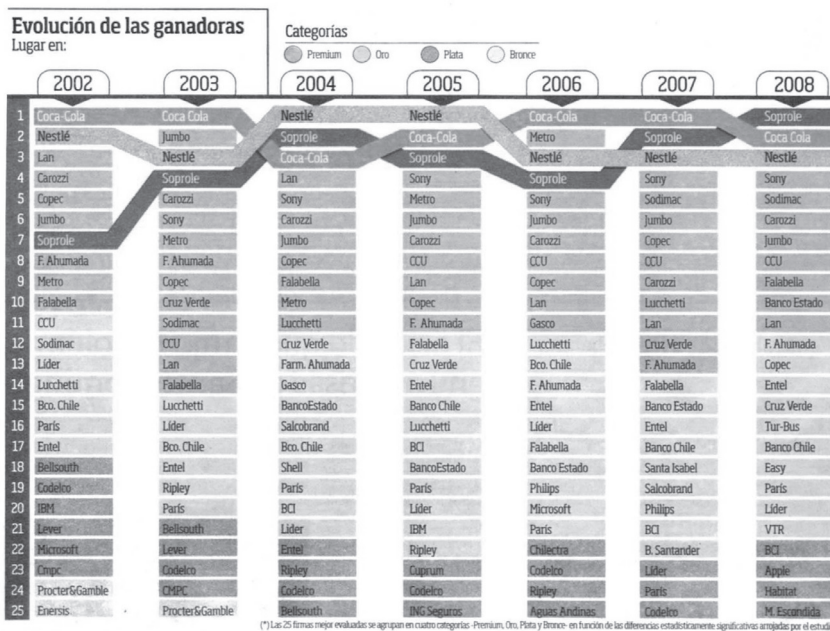 Evolución de las ganadoras
Lugar en:
Categorías
Premium Oro Plata Bronce
2002 2003 2004 2005 2006 2007 2008
1 Coca-Cola Coca Cola Nestlé Nestlé Coca-Cola Coca-Cola Soprole
2 Nestlé Jumbo Soprole Coca-Cola Metro Soprole Coca Cola
3 Lan Nestlé Coca-Cola Soprole Nestlé Nestlé Nestlé
4 Carozzi Soprole Lan Sony Soprole Sony Sony
5 Copec Carozzi Sony Metro Sony Sodimac Sodimac
6 Jumbo Sony Carozzi Jumbo Jumbo Jumbo Carozzi
7 Soprole Metro Jumbo Carozzi Carozzi Copec Jumbo
8 F. Ahumada F. Ahumada Copec CCU CCU CCU CCU
9 Metro Copec Falabella Lan Copec Carozzi Falabella
10 Falabella Cruz Verde Metro Copec Lan Lucchetti Banco Estado
11 CCU Sodimac Lucchetti F. Ahumada Gasco Lan Lan
12 Sodimac CCU Cruz Verde Falabella Lucchetti Cruz Verde F. Ahumada
13 Líder Lan Farm. Ahumada Cruz Verde Bco. Chile F. Ahumada Copec
14 Lucchetti Falabella Gasco Entel F. Ahumada Falabella Entel
15 Bco. Chile Lucchetti BancoEstado Banco Chile Entel Banco Estado Cruz Verde
16 París Líder Salcobrand Lucchetti Líder Entel Tur-Bus
17 Entel Bco. Chile Bco. Chile BCI Falabella Banco Chile Banco Chile
18 Bellsouth Entel Shell BancoEstado Banco Estado Santa Isabel Easy
19 Codelco Ripley París París Philips Salcobrand París
20 IBM París BCI Líder Microsoft Philips Líder
21 Lever Bellsouth Lider IBM París BCI VTR
22 Microsoft Lever Entel Ripley Chilectra B. Santander BCI
23 Cmpc Codelco Ripley Cuprum Codelco Líder Apple
24 Procter&Gamble CMPC Codelco Codelco Ripley París Habitat
25 Enersis Procter&Gamble Bellsouth ING Seguros Aguas Andinas Codelco M. Escondida
(*) Las 25 firmas mejor evaluadas se agrupan en cuatro categorías -Premium, Oro, Plata y Bronce- en función de las diferencias estadísticamente significativas arrojadas por el